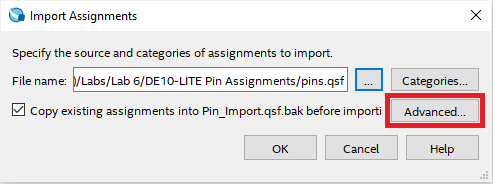 Import Assignments
Specify the source and categories of assignments to import.
File name: )/Labs/Lab 6/DE10-LITE Pin Assignments/pins.qsf ... Categories...
Copy existing assignments into Pin_Import.qsf.bak before importi Advanced...
OK Cancel Help